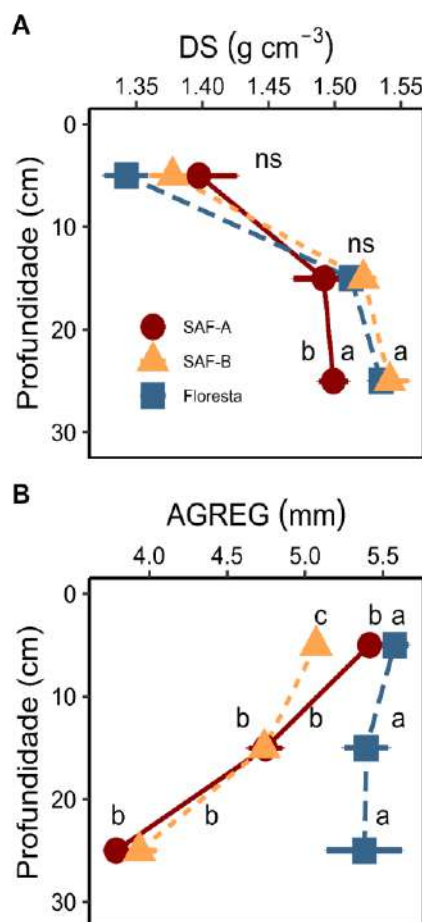 A
DS (g cm⁻³)
1.35 1.40 1.45 1.50 1.55
Profundidade (cm)
0
10
20
30
ns
ns
b a a
SAF-A
SAF-B
Floresta
B
AGREG (mm)
4.0 4.5 5.0 5.5
Profundidade (cm)
0
10
20
30
c b a
b b a
b b a